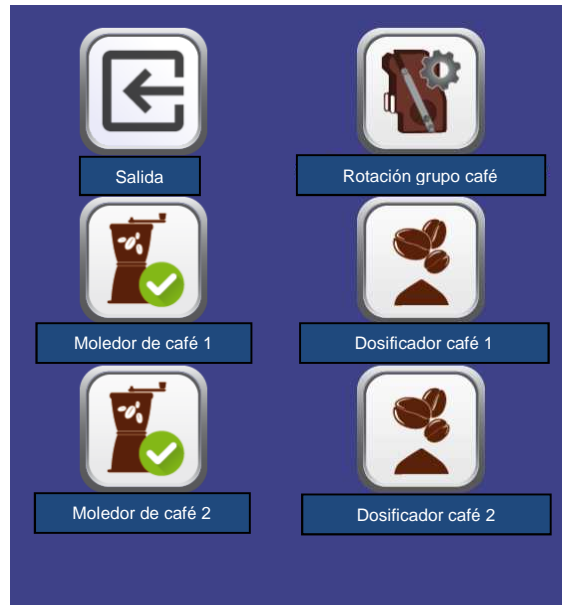 Salida
Rotación grupo café
Moledor de café 1
Dosificador café 1
Moledor de café 2
Dosificador café 2